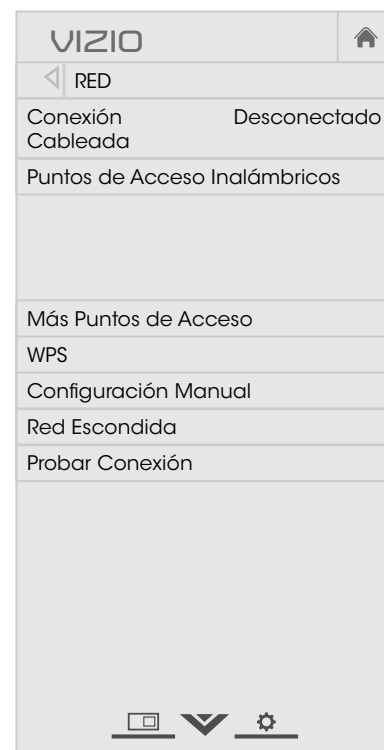 VIZIO
RED
Conexión Desconectado
Cableada
Puntos de Acceso Inalámbricos
Más Puntos de Acceso
WPS
Configuración Manual
Red Escondida
Probar Conexión